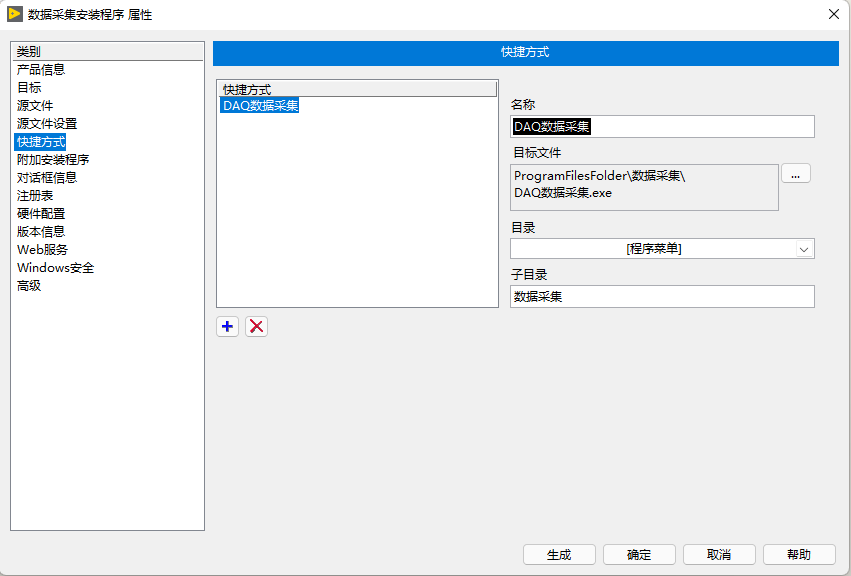 数据采集安装程序 属性
类别
产品信息
目标
源文件
源文件设置
快捷方式
附加安装程序
对话框信息
注册表
硬件配置
版本信息
Web服务
Windows安全
高级
快捷方式
快捷方式
DAQ数据采集
名称
DAQ数据采集
目标文件
ProgramFilesFolder\数据采集\
DAQ数据采集.exe
...
目录
[程序菜单]
子目录
数据采集
生成
确定
取消
帮助